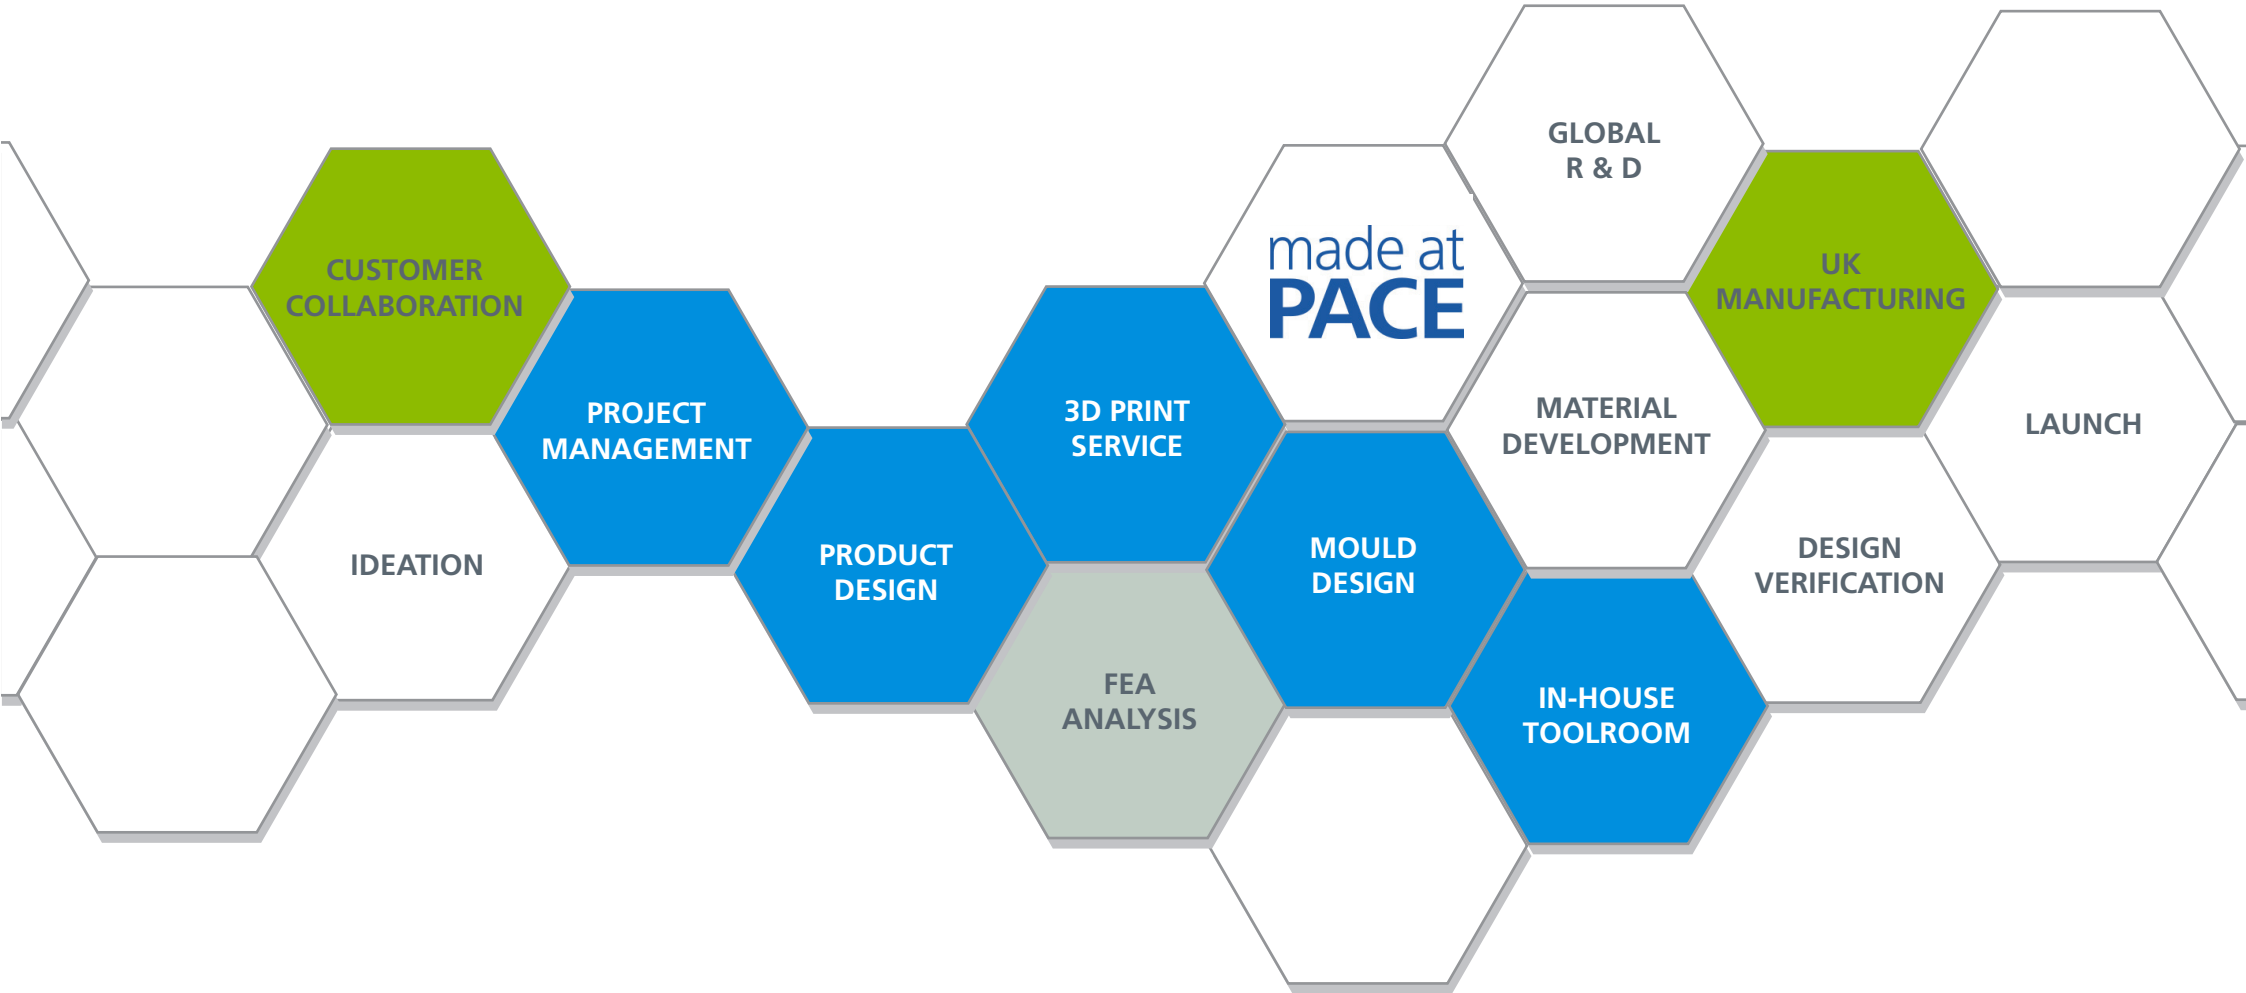 CUSTOMER
COLLABORATION
IDEATION
PROJECT
MANAGEMENT
PRODUCT
DESIGN
3D PRINT
SERVICE
FEA
ANALYSIS
made at
PACE
MOULD
DESIGN
GLOBAL
R & D
MATERIAL
DEVELOPMENT
IN-HOUSE
TOOLROOM
UK
MANUFACTURING
DESIGN
VERIFICATION
LAUNCH